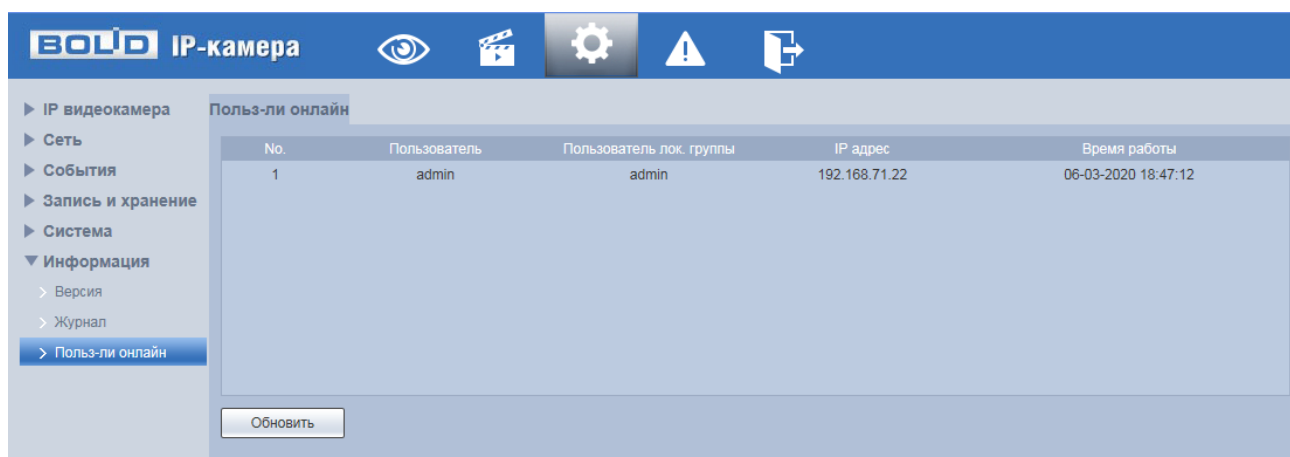 BOLID IP-камера
IP видеокамера
Сеть
События
Запись и хранение
Система
Информация
Версия
Журнал
Польз-ли онлайн
Польз-ли онлайн
No. Пользователь Пользователь лок. группы IP адрес Время работы
1 admin admin 192.168.71.22 06-03-2020 18:47:12
Обновить